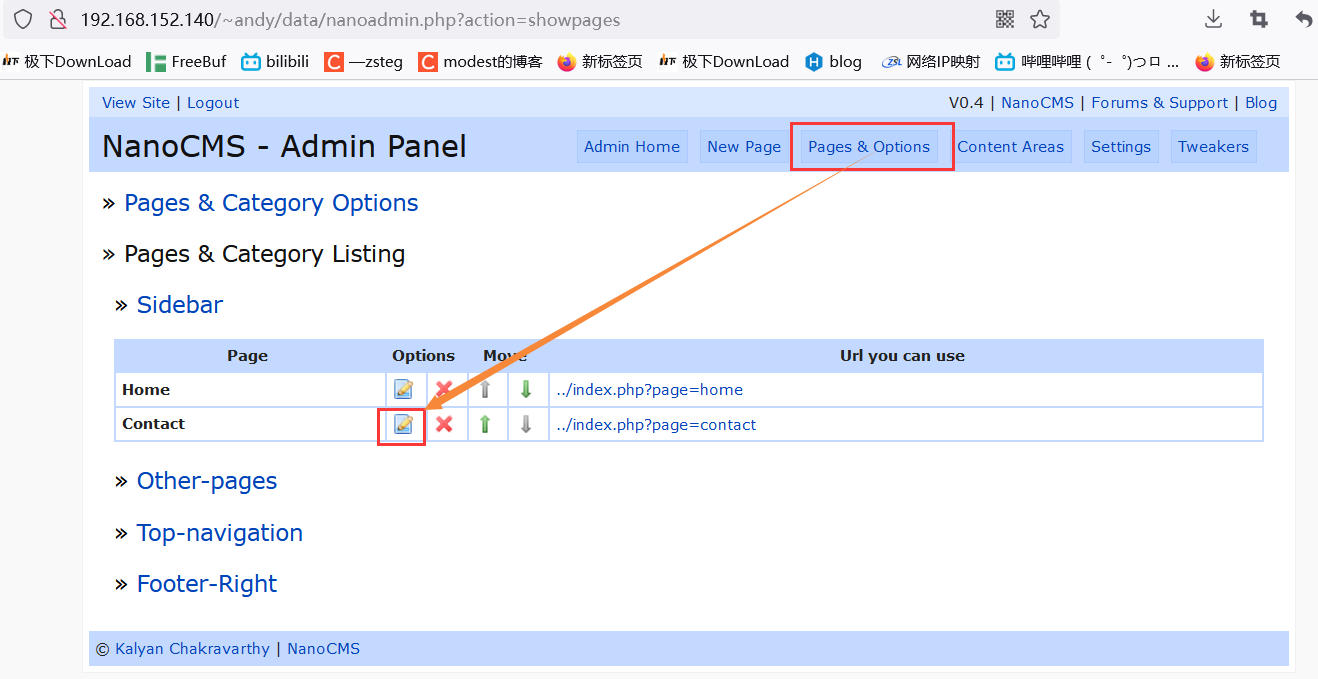 192.168.152.140/~andy/data/nanoadmin.php?action=showpages
极下DownLoad FreeBuf bilibili C —zsteg C modest的博客 新标签页 极下DownLoad H blog ZSL 网络IP映射 哔哩哔哩 (゜-゜)つロ ... 新标签页
View Site | Logout V0.4 | NanoCMS | Forums & Support | Blog
NanoCMS - Admin Panel Admin Home New Page Pages & Options Content Areas Settings Tweakers
» Pages & Category Options
» Pages & Category Listing
» Sidebar
Page Options Move Url you can use
Home ../index.php?page=home
Contact ../index.php?page=contact
» Other-pages
» Top-navigation
» Footer-Right
© Kalyan Chakravarthy | NanoCMS